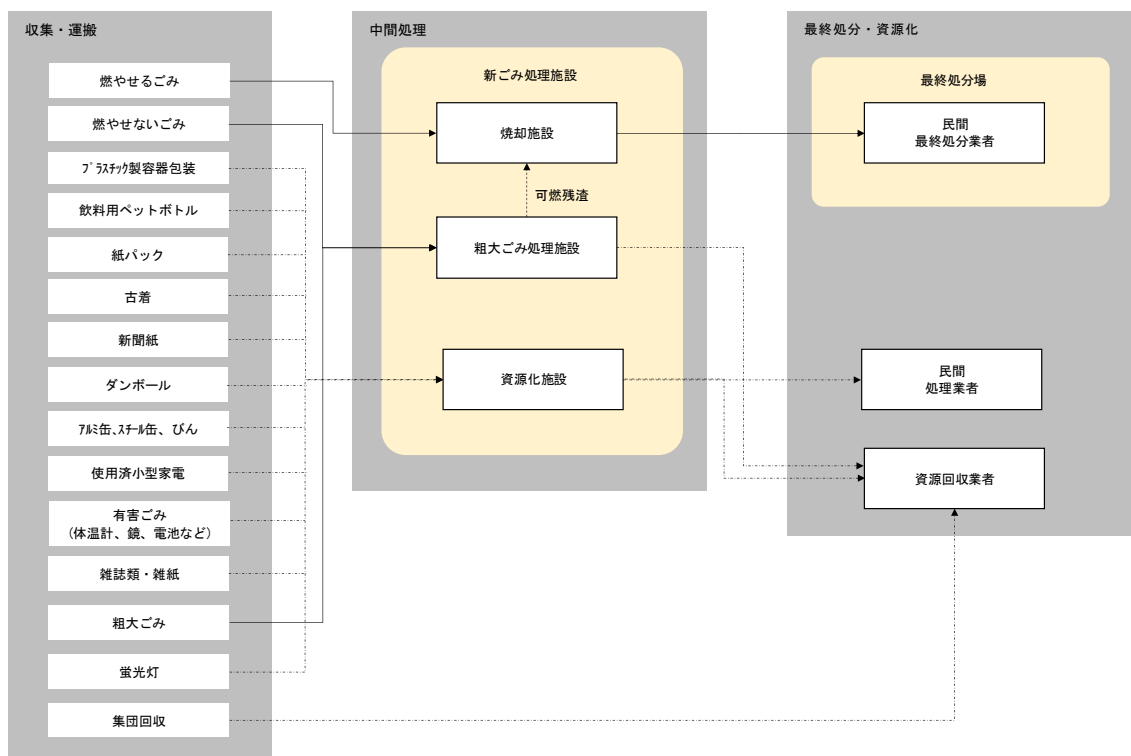 収集・運搬
燃やせるごみ
燃やせないごみ
ﾌﾟﾗｽﾁｯｸ製容器包装
飲料用ペットボトル
紙パック
古着
新聞紙
ダンボール
ｱﾙﾐ缶､ｽﾁｰﾙ缶、びん
使用済小型家電
有害ごみ
(体温計、鏡、電池など)
雑誌類・雑紙
粗大ごみ
蛍光灯
集団回収
中間処理
新ごみ処理施設
焼却施設
可燃残渣
粗大ごみ処理施設
資源化施設
最終処分・資源化
最終処分場
民間
最終処分業者
民間
処理業者
資源回収業者